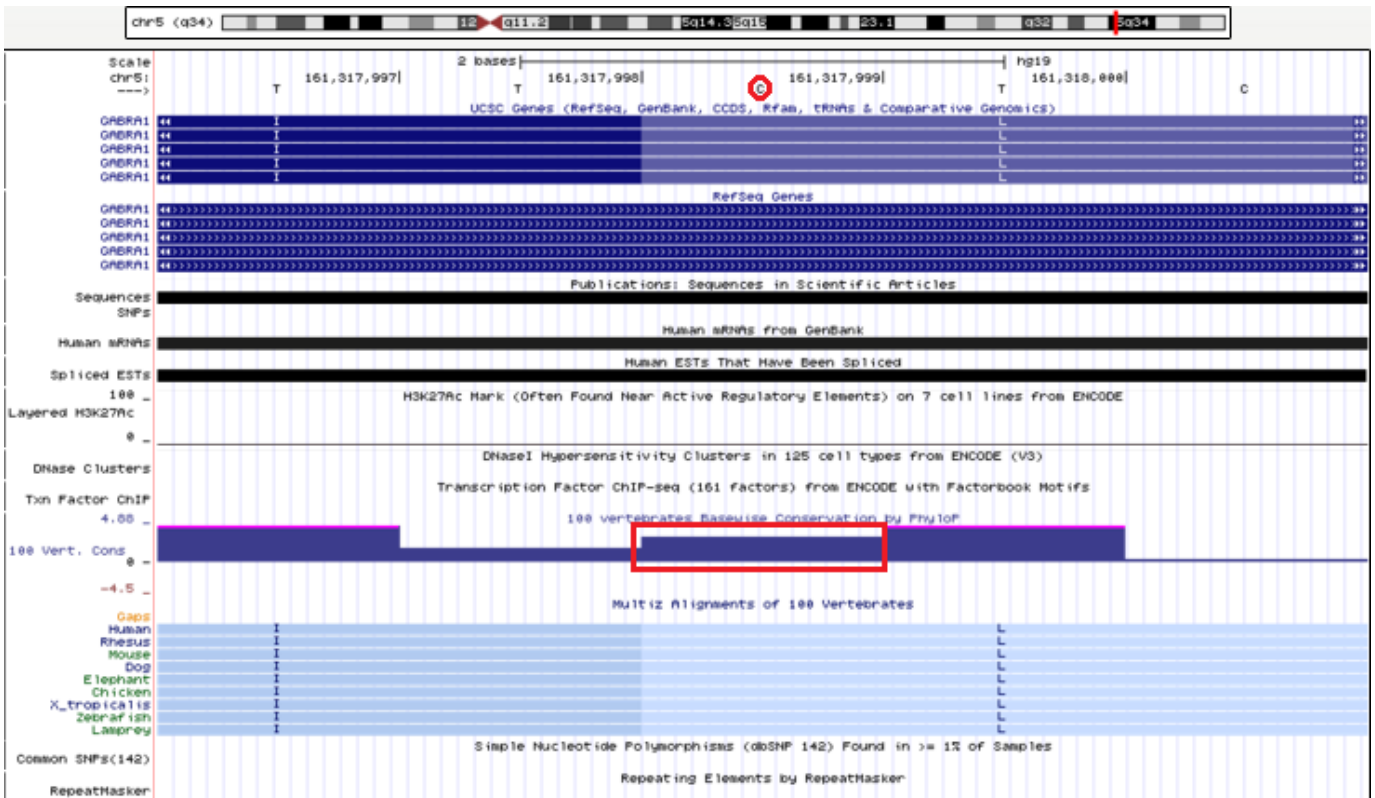 chr5 (q34) 12 q11.2 5q14.3 5q15 23.1 q32 5q34
Scale 2 bases hg19
chr5: 161,317,997| 161,317,998| 161,317,999| 161,318,000|
---> T T C T C
UCSC Genes (RefSeq, GenBank, CCDS, Rfam, tRNAs & Comparative Genomics)
GABRA1 I L
GABRA1 I L
GABRA1 I L
GABRA1 I L
GABRA1 I L
RefSeq Genes
GABRA1
GABRA1
GABRA1
GABRA1
GABRA1
Publications: Sequences in Scientific Articles
Sequences
SNPs
Human mRNAs from GenBank
Human mRNAs
Human ESTs That Have Been Spliced
Spliced ESTs
100 _ H3K27Ac Mark (Often Found Near Active Regulatory Elements) on 7 cell lines from ENCODE
Layered H3K27Ac
0 _
DNaseI Hypersensitivity Clusters in 125 cell types from ENCODE (V3)
DNase Clusters
Transcription Factor ChIP-seq (161 factors) from ENCODE with Factorbook Motifs
Txn Factor ChIP
4.88 _ 100 vertebrates Basewise Conservation by PhyloP
100 Vert. Cons
0 _
-4.5 _
Multiz Alignments of 100 Vertebrates
Gaps
Human I L
Rhesus I L
Mouse I L
Dog I L
Elephant I L
Chicken I L
X_tropicalis I L
Zebrafish I L
Lamprey I L
Simple Nucleotide Polymorphisms (dbSNP 142) Found in >= 1% of Samples
Common SNPs(142)
Repeating Elements by RepeatMasker
RepeatMasker